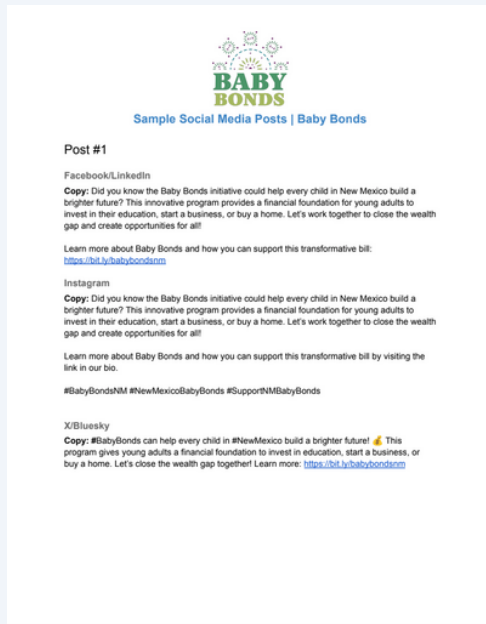 BABY
BONDS
Sample Social Media Posts | Baby Bonds
Post #1
Facebook/LinkedIn
Copy: Did you know the Baby Bonds initiative could help every child in New Mexico build a
brighter future? This innovative program provides a financial foundation for young adults to
invest in their education, start a business, or buy a home. Let’s work together to close the wealth
gap and create opportunities for all!
Learn more about Baby Bonds and how you can support this transformative bill:
https://bit.ly/babybondsnm
Instagram
Copy: Did you know the Baby Bonds initiative could help every child in New Mexico build a
brighter future? This innovative program provides a financial foundation for young adults to
invest in their education, start a business, or buy a home. Let’s work together to close the wealth
gap and create opportunities for all!
Learn more about Baby Bonds and how you can support this transformative bill by visiting the
link in our bio.
#BabyBondsNM #NewMexicoBabyBonds #SupportNMBabyBonds
X/Bluesky
Copy: #BabyBonds can help every child in #NewMexico build a brighter future! 💰 This
program gives young adults a financial foundation to invest in education, start a business, or
buy a home. Let’s close the wealth gap together! Learn more: https://bit.ly/babybondsnm